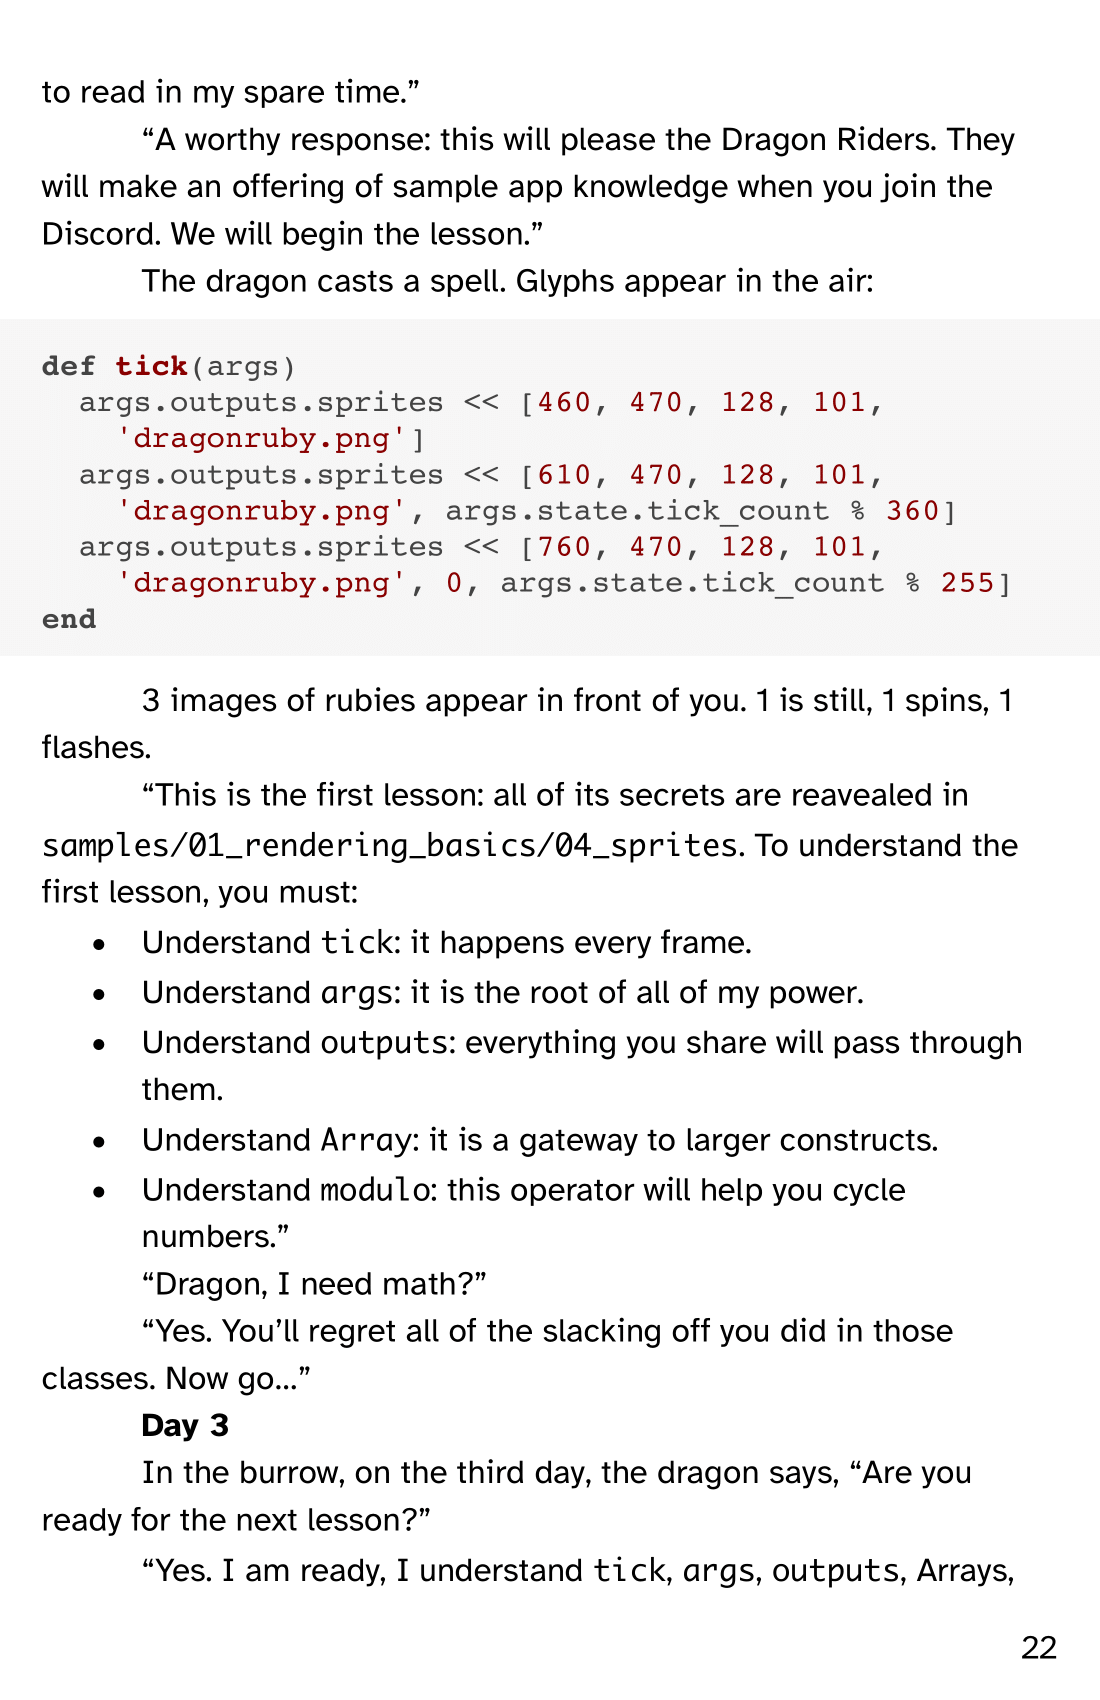 to read in my spare time.”
“A worthy response: this will please the Dragon Riders. They
will make an offering of sample app knowledge when you join the
Discord. We will begin the lesson.”
The dragon casts a spell. Glyphs appear in the air:
def tick(args)
  args.outputs.sprites << [460, 470, 128, 101,
    'dragonruby.png']
  args.outputs.sprites << [610, 470, 128, 101,
    'dragonruby.png', args.state.tick_count % 360]
  args.outputs.sprites << [760, 470, 128, 101,
    'dragonruby.png', 0, args.state.tick_count % 255]
end
3 images of rubies appear in front of you. 1 is still, 1 spins, 1
flashes.
“This is the first lesson: all of its secrets are reavealed in
samples/01_rendering_basics/04_sprites. To understand the
first lesson, you must:
• Understand tick: it happens every frame.
• Understand args: it is the root of all of my power.
• Understand outputs: everything you share will pass through
them.
• Understand Array: it is a gateway to larger constructs.
• Understand modulo: this operator will help you cycle
numbers.”
“Dragon, I need math?”
“Yes. You’ll regret all of the slacking off you did in those
classes. Now go…”
Day 3
In the burrow, on the third day, the dragon says, “Are you
ready for the next lesson?”
“Yes. I am ready, I understand tick, args, outputs, Arrays,
22